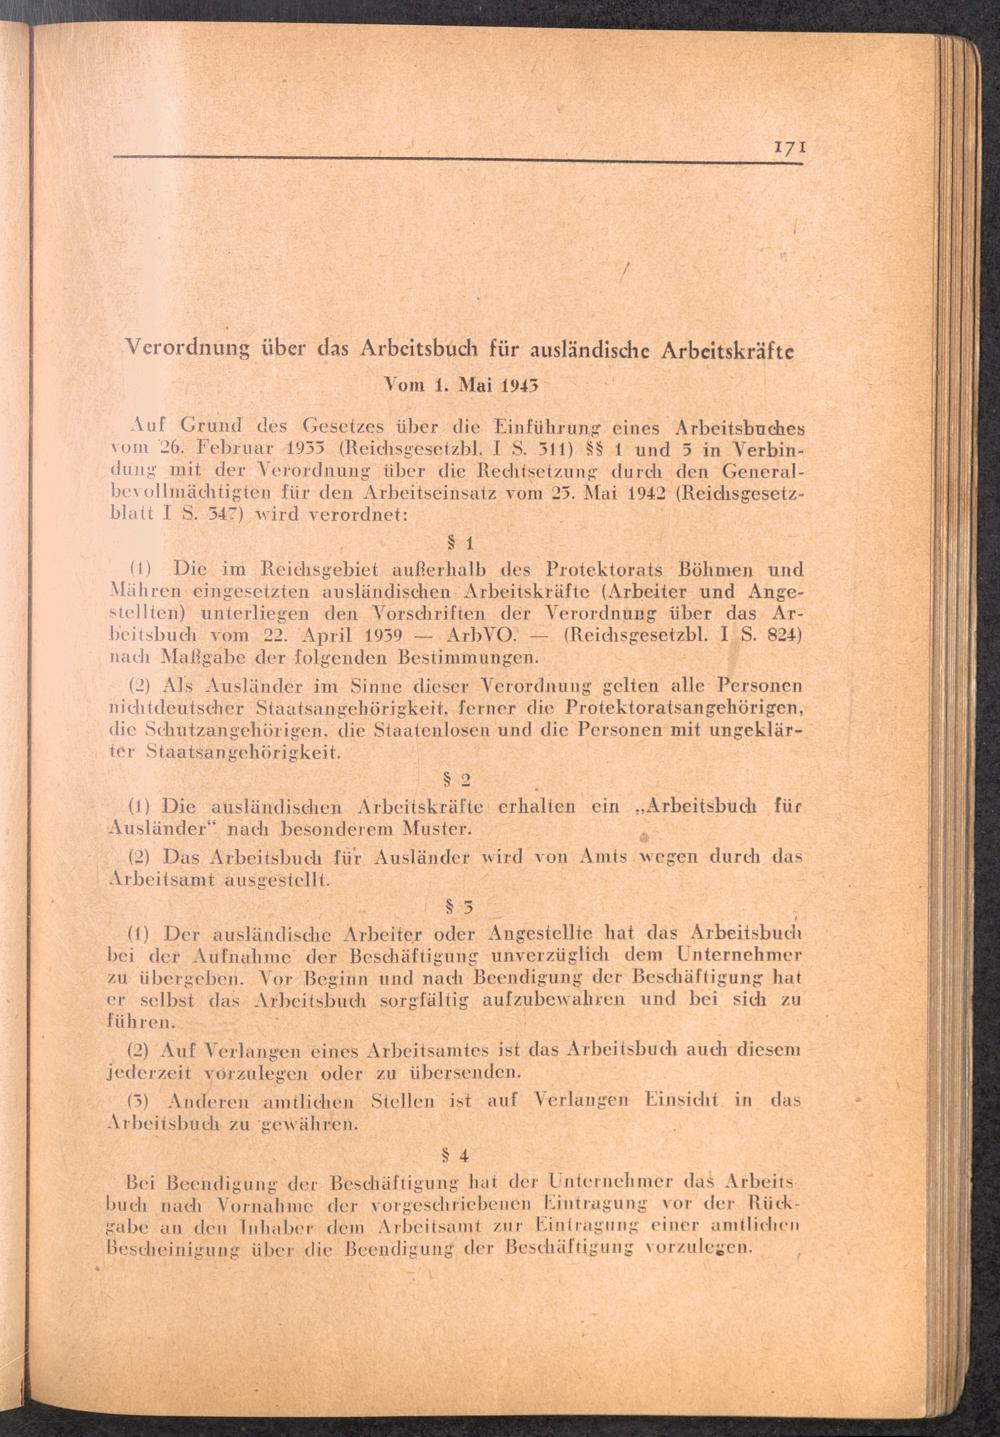 171
Verordnung über das Arbeitsbuch für ausländische Arbeitskräfte
Vom 1. Mai 1943
Auf Grund des Gesetzes über die Einführung eines Arbeitsbuches
vom 26. Februar 1935 (Reichsgesetzbl. I S. 311) §§ 1 und 3 in Verbin-
dung mit der Verordnung über die Rechtsetzung durch den General-
bevollmächtigten für den Arbeitseinsatz vom 25. Mai 1942 (Reichsgesetz-
blatt I S. 347) wird verordnet:
§ 1
(1) Die im Reichsgebiet außerhalb des Protektorats Böhmen und
Mähren eingesetzten ausländischen Arbeitskräfte (Arbeiter und Ange-
stellten) unterliegen den Vorschriften der Verordnung über das Ar-
beitsbuch vom 22. April 1939 — ArbVO. — (Reichsgesetzbl. I S. 824)
nach Maßgabe der folgenden Bestimmungen.
(2) Als Ausländer im Sinne dieser Verordnung gelten alle Personen
nichtdeutscher Staatsangehörigkeit, ferner die Protektoratsangehörigen,
die Schutzangehörigen, die Staatenlosen und die Personen mit ungeklär-
ter Staatsangehörigkeit.
§ 2
(1) Die ausländischen Arbeitskräfte erhalten ein „Arbeitsbuch für
Ausländer“ nach besonderem Muster.
(2) Das Arbeitsbuch für Ausländer wird von Amts wegen durch das
Arbeitsamt ausgestellt.
§ 3
(1) Der ausländische Arbeiter oder Angestellte hat das Arbeitsbuch
bei der Aufnahme der Beschäftigung unverzüglich dem Unternehmer
zu übergeben. Vor Beginn und nach Beendigung der Beschäftigung hat
er selbst das Arbeitsbuch sorgfältig aufzubewahren und bei sich zu
führen.
(2) Auf Verlangen eines Arbeitsamtes ist das Arbeitsbuch auch diesem
jederzeit vorzulegen oder zu übersenden.
(3) Anderen amtlichen Stellen ist auf Verlangen Einsicht in das
Arbeitsbuch zu gewähren.
§ 4
Bei Beendigung der Beschäftigung hat der Unternehmer das Arbeits
buch nach Vornahme der vorgeschriebenen Eintragung vor der Rück-
gabe an den Inhaber dem Arbeitsamt zur Eintragung einer amtlichen
Bescheinigung über die Beendigung der Beschäftigung vorzulegen.